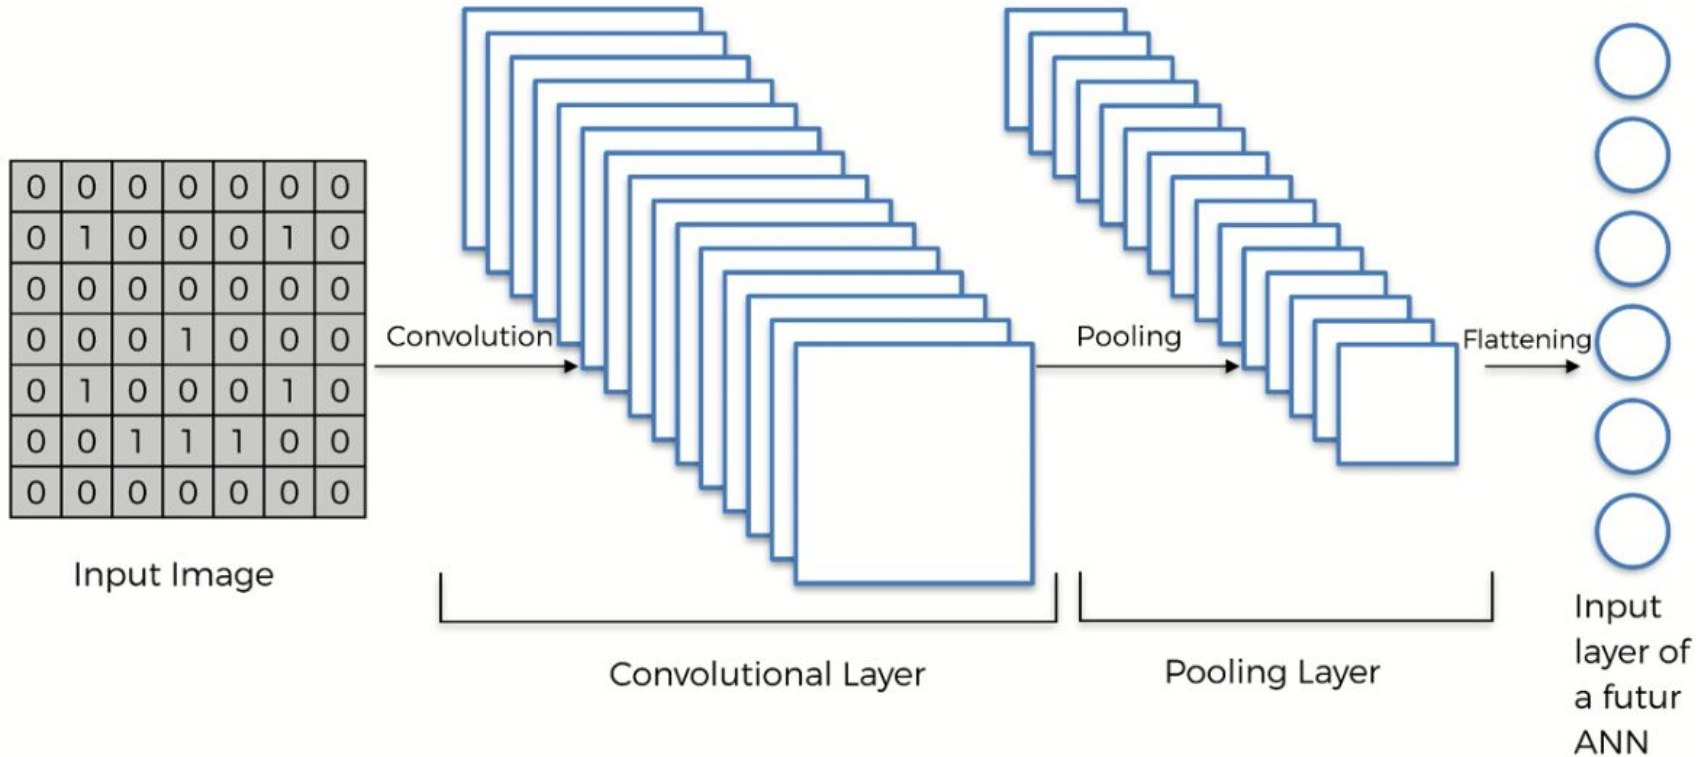 0 0 0 0 0 0 0
0 1 0 0 0 1 0
0 0 0 0 0 0 0
0 0 0 1 0 0 0
0 1 0 0 0 1 0
0 0 1 1 1 0 0
0 0 0 0 0 0 0
Input Image
Convolution
Convolutional Layer
Pooling
Pooling Layer
Flattening
Input
layer of
a futur
ANN